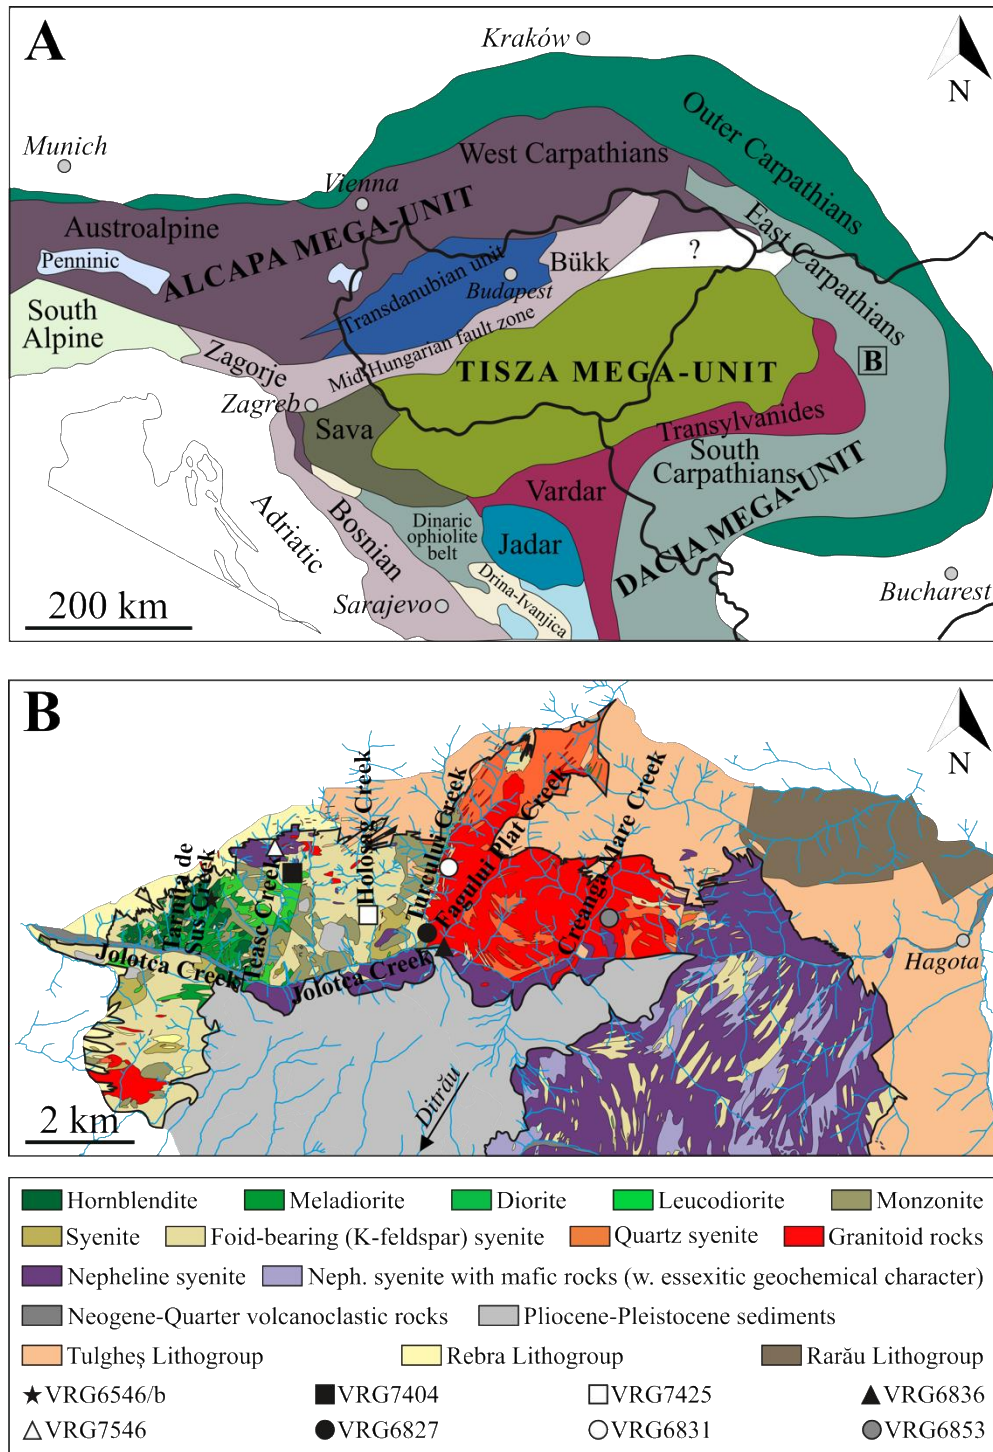 A
Kraków
N
Munich
Outer Carpathians
West Carpathians
Vienna
Austroalpine
Penninic
ALCAPA MEGA-UNIT
East Carpathians
?
Bükk
Transdanubian unit
Budapest
South
Alpine
Mid-Hungarian fault zone
Zagorje
TISZA MEGA-UNIT
B
Zagreb
Sava
Transylvanides
South
Carpathians
Vardar
Adriatic
Bosnian
Dinaric
ophiolite
belt
Jadar
DACIA MEGA-UNIT
Drina-Ivanjica
Sarajevo
Bucharest
200 km
B
N
Tarnița de
Sus Creek
Teasc Creek
Holoșag Creek
Turcului Creek
Fagului Plat Creek
Creanga Mare Creek
Jolotca Creek
Jolotca Creek
Hagota
Ditrău
2 km
Hornblendite Meladiorite Diorite Leucodiorite Monzonite
Syenite Foid-bearing (K-feldspar) syenite Quartz syenite Granitoid rocks
Nepheline syenite Neph. syenite with mafic rocks (w. essexitic geochemical character)
Neogene-Quarter volcanoclastic rocks Pliocene-Pleistocene sediments
Tulgheş Lithogroup Rebra Lithogroup Rarău Lithogroup
VRG6546/b VRG7404 VRG7425 VRG6836
VRG7546 VRG6827 VRG6831 VRG6853